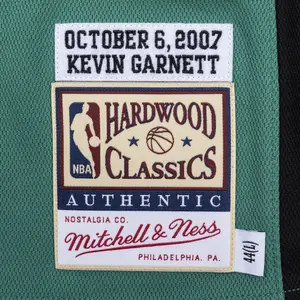 OCTOBER 6, 2007
KEVIN GARNETT
NBA
HARDWOOD
CLASSICS
AUTHENTIC
NOSTALGIA CO.
Mitchell & Ness
PHILADELPHIA. PA.
44(L)